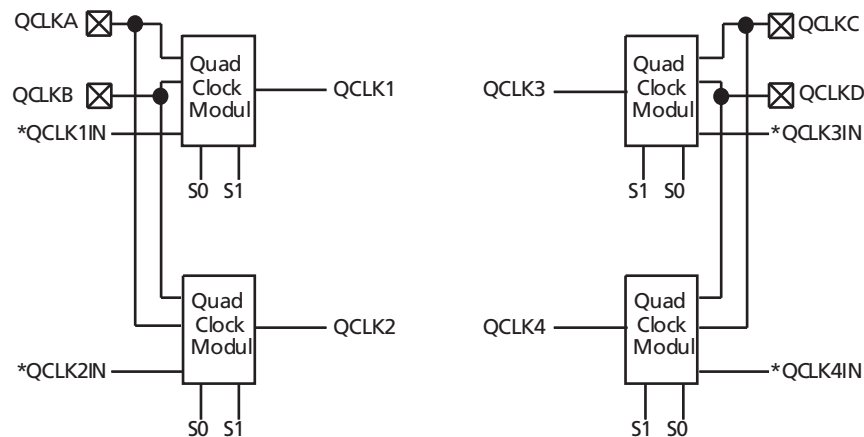 QCLKA
QCLKB
*QCLK1IN
Quad
Clock
Modul
QCLK1
S0 S1
QCLK3
Quad
Clock
Modul
QCLKC
QCLKD
*QCLK3IN
S1 S0
*QCLK2IN
Quad
Clock
Modul
QCLK2
S0 S1
QCLK4
Quad
Clock
Modul
*QCLK4IN
S1 S0